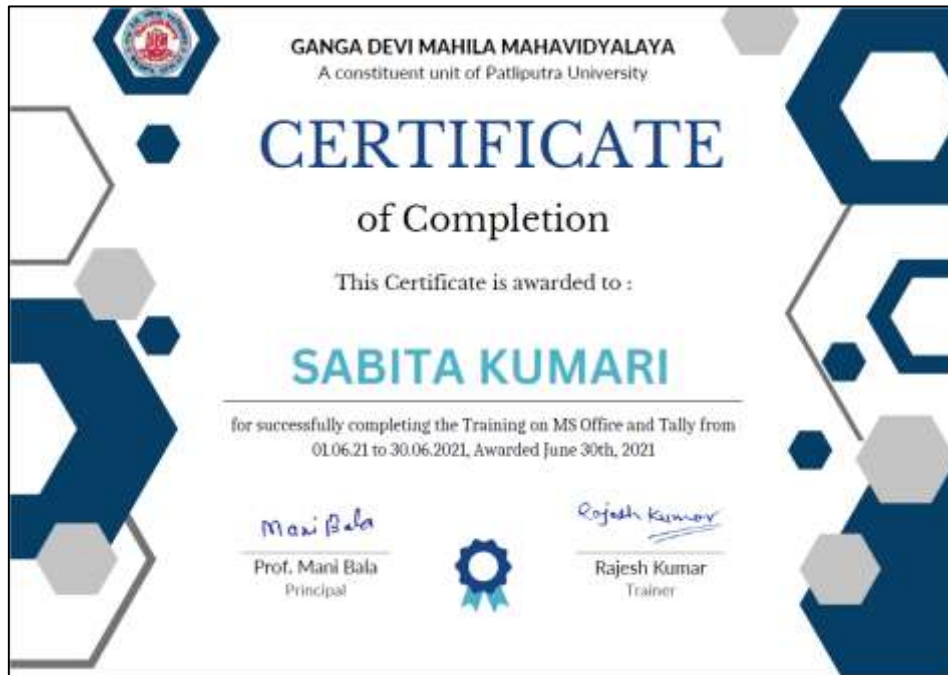 GANGA DEVI MAHILA MAHAVIDYALAYA
A constituent unit of Patliputra University
CERTIFICATE
of Completion
This Certificate is awarded to :
SABITA KUMARI
for successfully completing the Training on MS Office and Tally from
01.06.21 to 30.06.2021, Awarded June 30th, 2021
Mani Bala
Rajesh Kumar
Prof. Mani Bala
Rajesh Kumar
Principal
Trainer